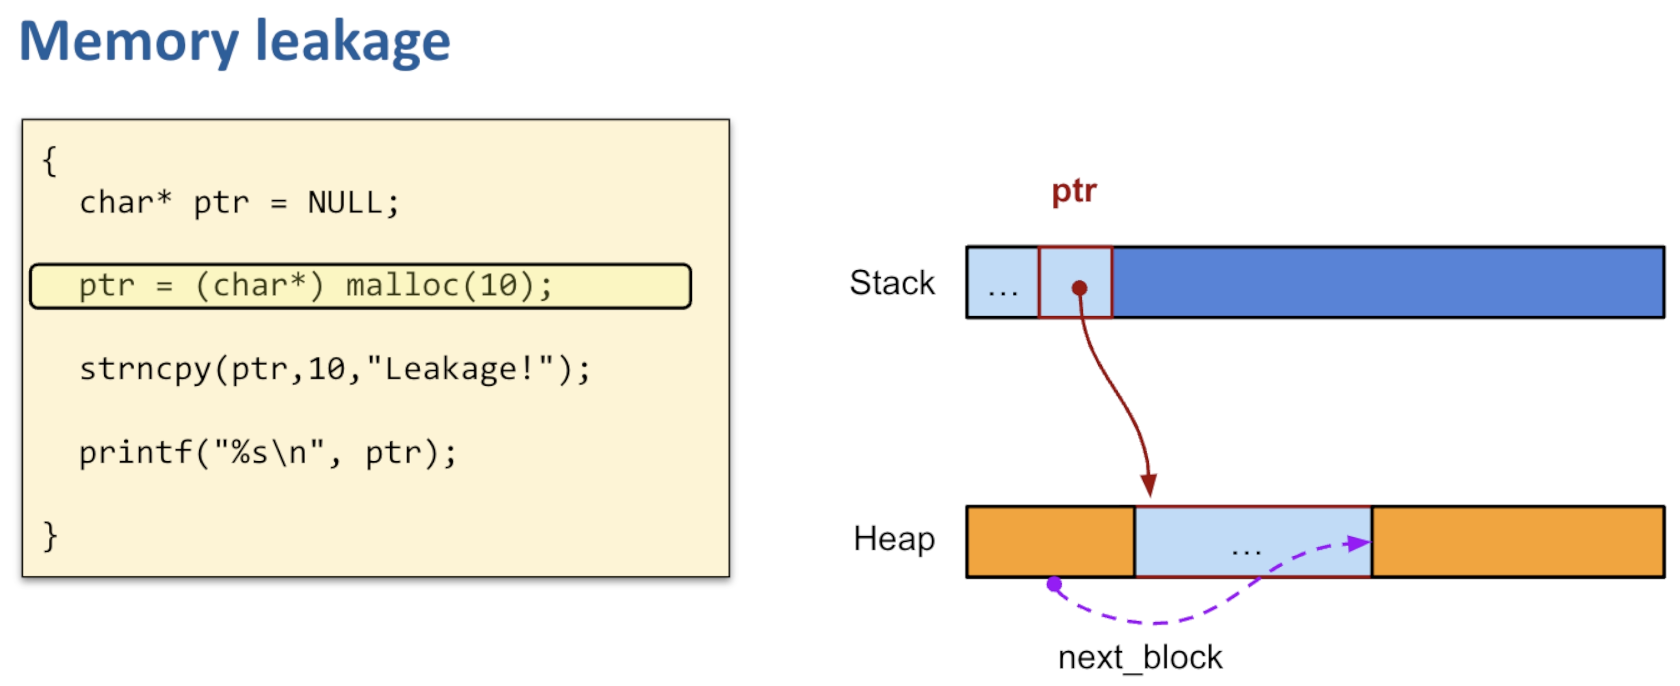 Memory leakage
{
char* ptr = NULL;
ptr = (char*) malloc(10);
strncpy(ptr,10,"Leakage!");
printf("%s\n", ptr);
}
ptr
Stack
...
Heap
...
next_block